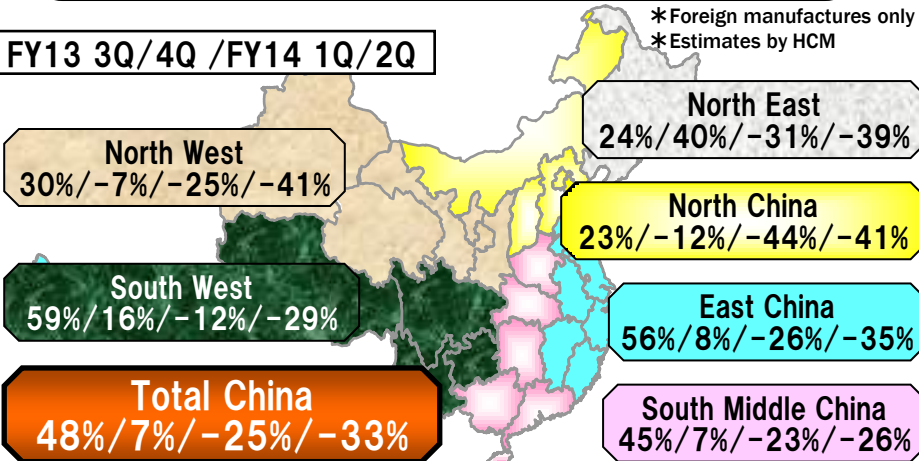 ＊Foreign manufactures only
＊Estimates by HCM
FY13 3Q/4Q /FY14 1Q/2Q
North East
24%/40%/-31%/-39%
North West
30%/-7%/-25%/-41%
North China
23%/-12%/-44%/-41%
South West
59%/16%/-12%/-29%
East China
56%/8%/-26%/-35%
Total China
48%/7%/-25%/-33%
South Middle China
45%/7%/-23%/-26%